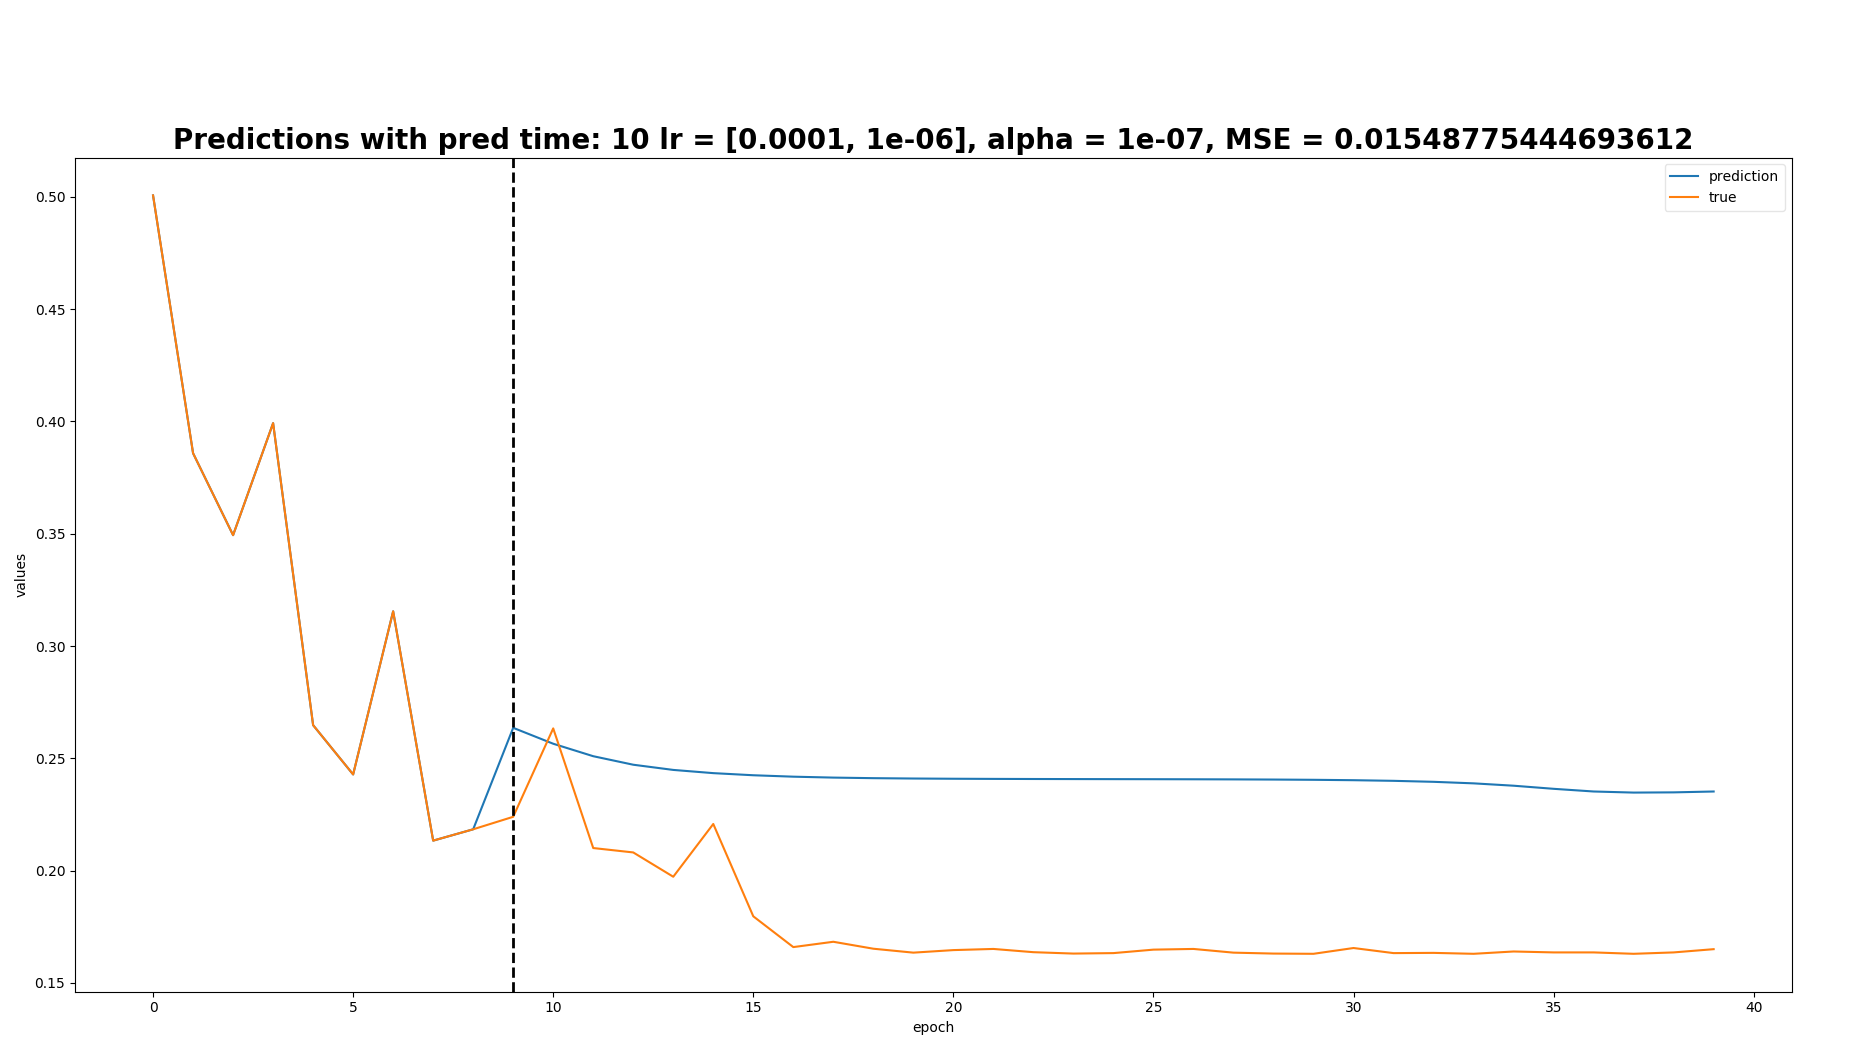 Predictions with pred time: 10 lr = [0.0001, 1e-06], alpha = 1e-07, MSE = 0.01548775444693612
prediction
true
0.50
0.45
0.40
0.35
0.30
0.25
0.20
0.15
values
0 5 10 15 20 25 30 35 40
epoch